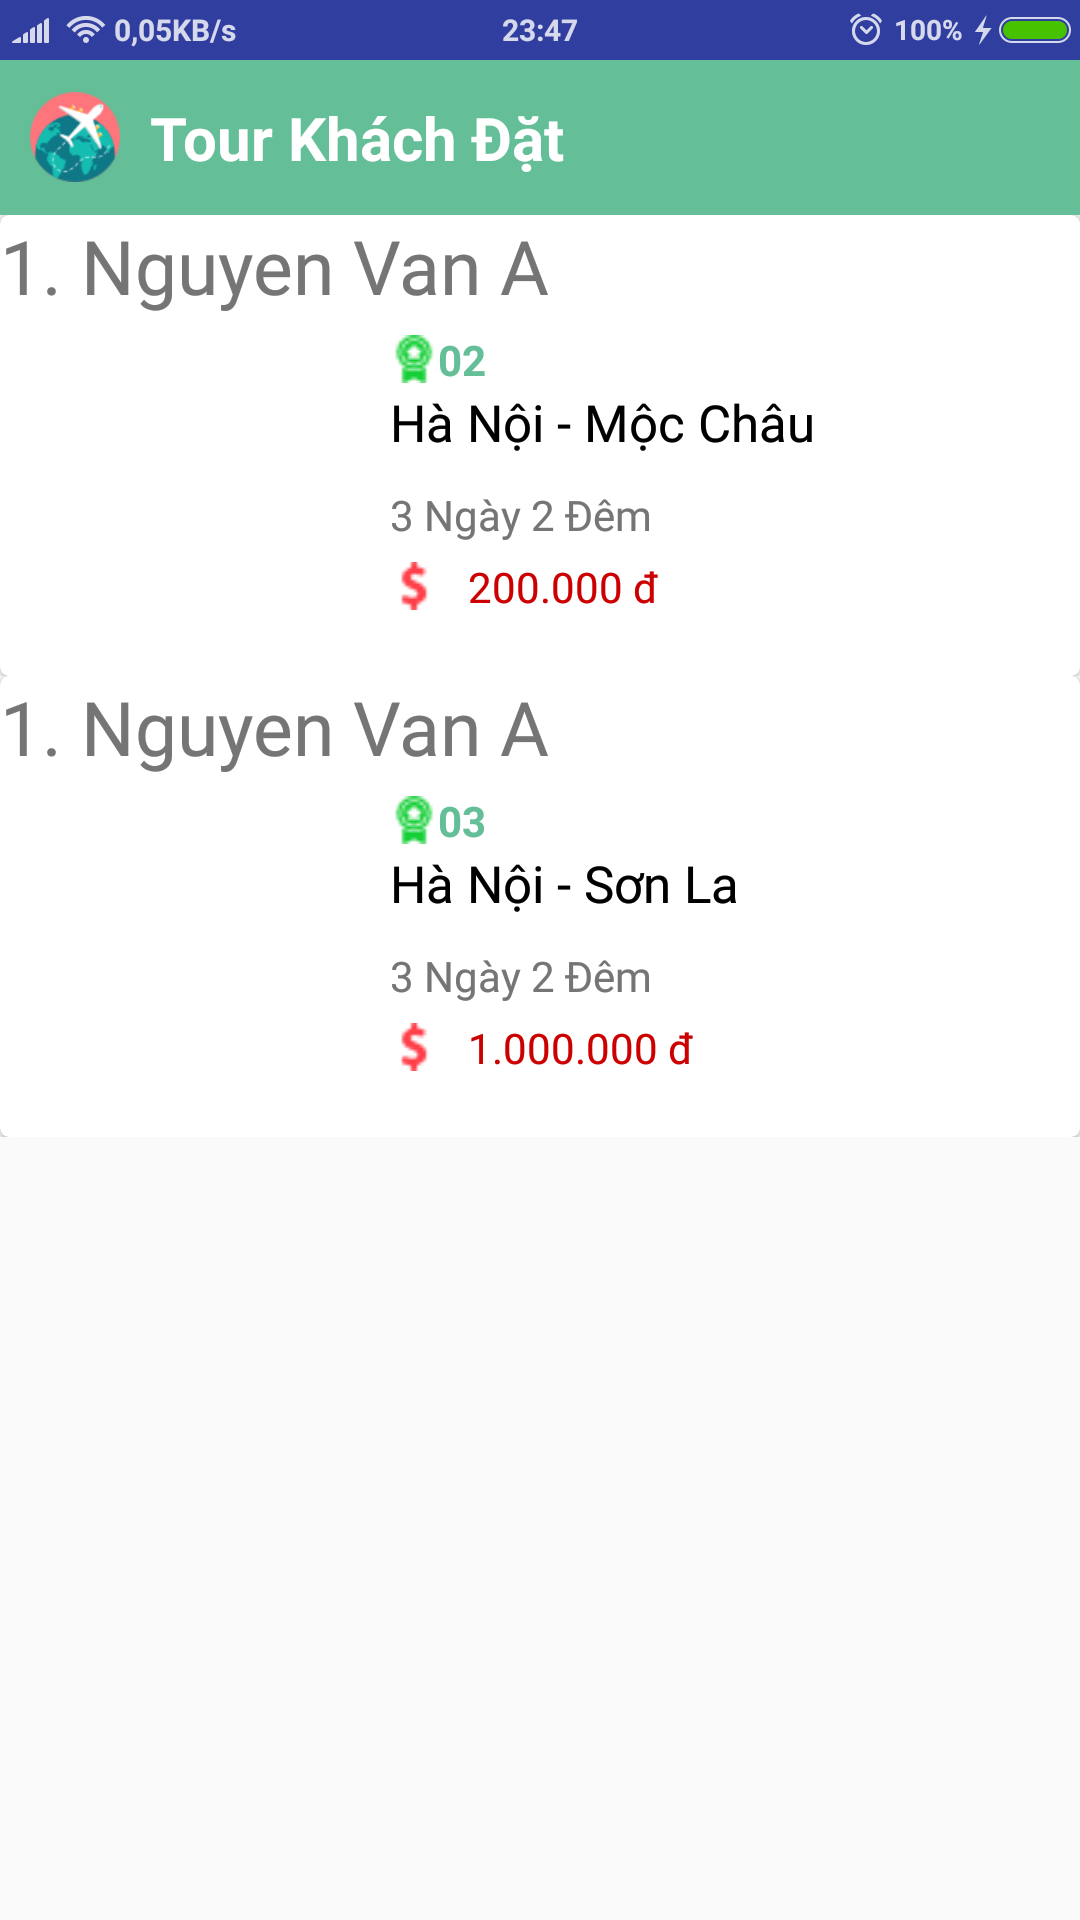 0,05KB/s 23:47 100%
Tour Khách Đặt
1. Nguyen Van A
02
Hà Nội - Mộc Châu
3 Ngày 2 Đêm
$ 200.000 đ
1. Nguyen Van A
03
Hà Nội - Sơn La
3 Ngày 2 Đêm
$ 1.000.000 đ